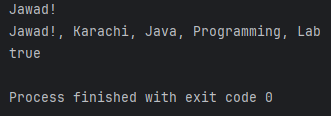 Jawad!
Jawad!, Karachi, Java, Programming, Lab
true
Process finished with exit code 0